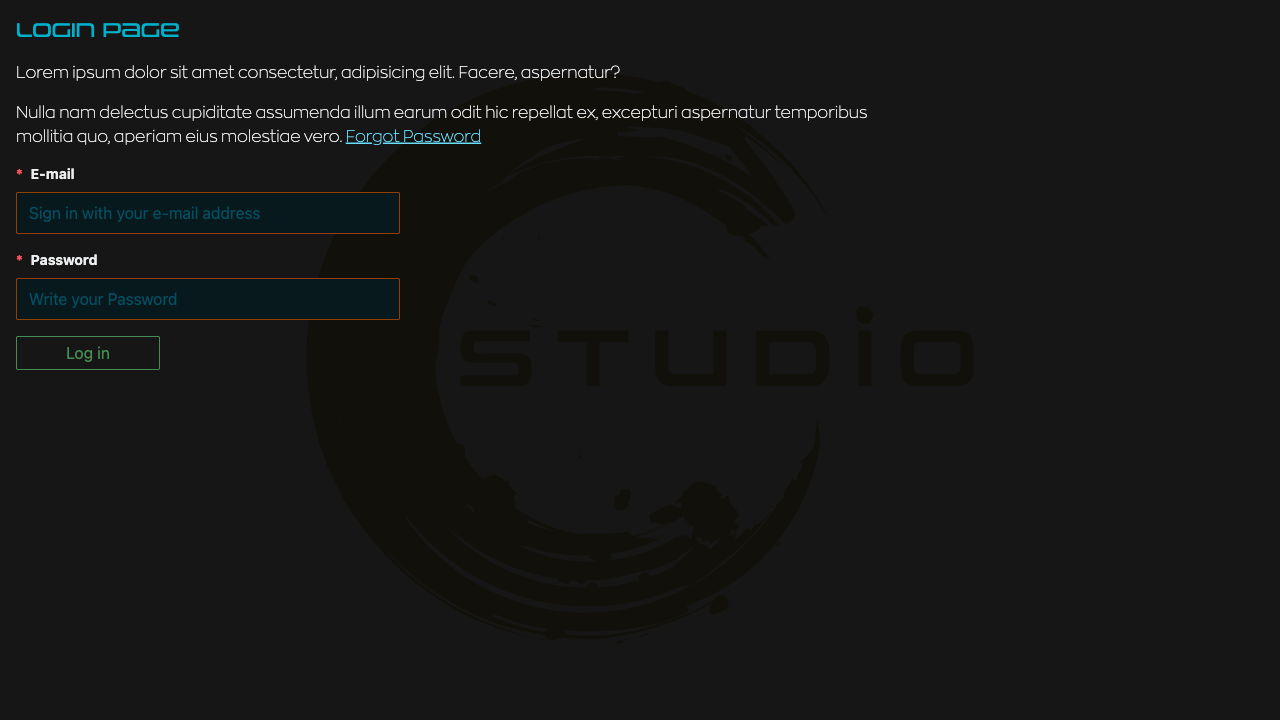 LOGIN PAGE
Lorem ipsum dolor sit amet consectetur, adipisicing elit. Facere, aspernatur?
Nulla nam delectus cupiditate assumenda illum earum odit hic repellat ex, excepturi aspernatur temporibus
mollitia quo, aperiam eius molestiae vero. Forgot Password
* E-mail
Sign in with your e-mail address
* Password
Write your Password
STUDiO
Log in